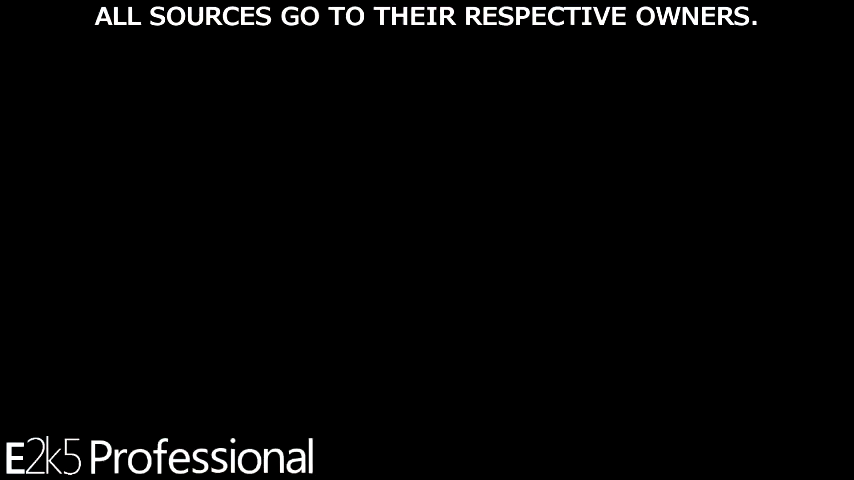 ALL SOURCES GO TO THEIR RESPECTIVE OWNERS.
E2k5 Professional